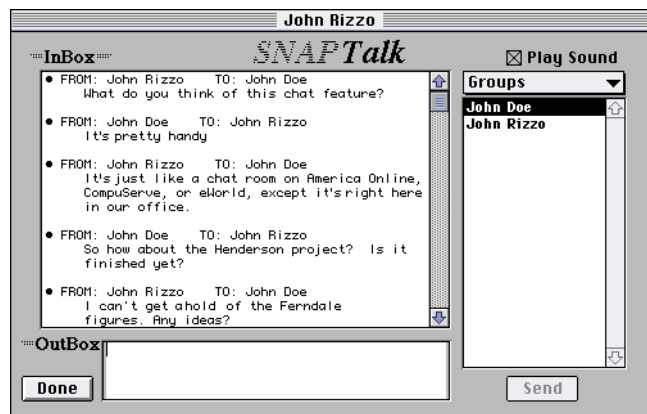 John Rizzo
InBox
SNAPTalk
Play Sound
Groups
John Doe
John Rizzo
• FROM: John Rizzo TO: John Doe
What do you think of this chat feature?
• FROM: John Doe TO: John Rizzo
It's pretty handy
• FROM: John Rizzo TO: John Doe
It's just like a chat room on America Online,
CompuServe, or eWorld, except it's right here
in our office.
• FROM: John Doe TO: John Rizzo
So how about the Henderson project? Is it
finished yet?
• FROM: John Rizzo TO: John Doe
I can't get ahold of the Ferndale
figures. Any ideas?
OutBox
Done
Send